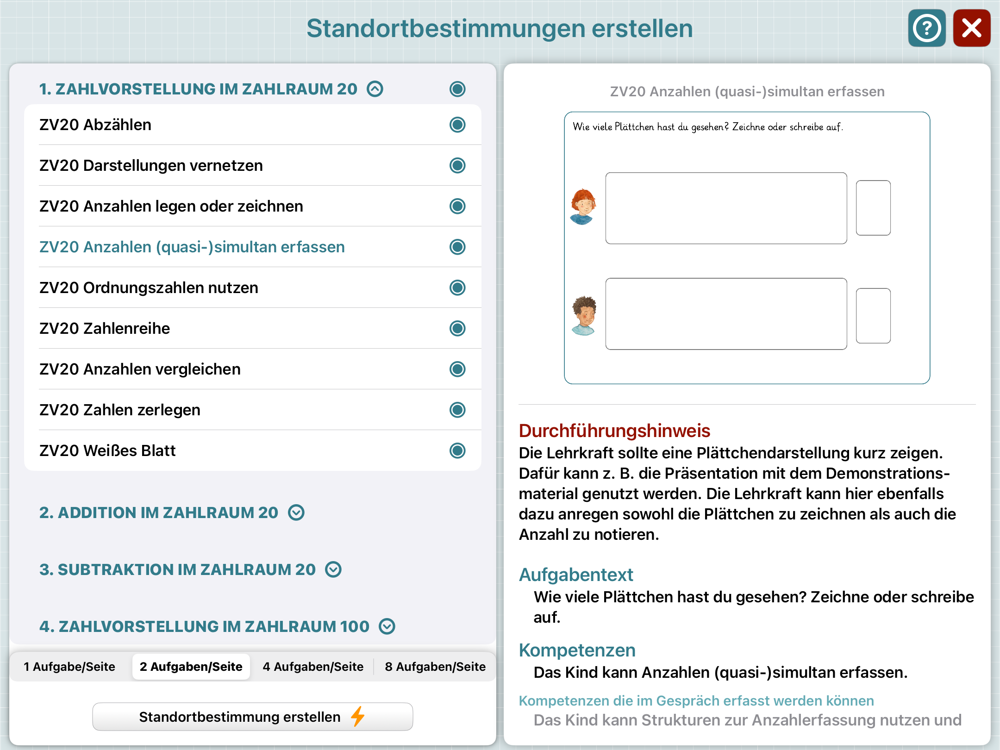 Standortbestimmungen erstellen
?
1. ZAHLVORSTELLUNG IM ZAHLRAUM 20
ZV20 Abzählen
ZV20 Darstellungen vernetzen
ZV20 Anzahlen legen oder zeichnen
ZV20 Anzahlen (quasi-)simultan erfassen
ZV20 Ordnungszahlen nutzen
ZV20 Zahlenreihe
ZV20 Anzahlen vergleichen
ZV20 Zahlen zerlegen
ZV20 Weißes Blatt
2. ADDITION IM ZAHLRAUM 20
3. SUBTRAKTION IM ZAHLRAUM 20
4. ZAHLVORSTELLUNG IM ZAHLRAUM 100
1 Aufgabe/Seite 2 Aufgaben/Seite 4 Aufgaben/Seite 8 Aufgaben/Seite
Standortbestimmung erstellen
ZV20 Anzahlen (quasi-)simultan erfassen
Wie viele Plättchen hast du gesehen? Zeichne oder schreibe auf.
Durchführungshinweis
Die Lehrkraft sollte eine Plättchendarstellung kurz zeigen.
Dafür kann z. B. die Präsentation mit dem Demonstrations-
material genutzt werden. Die Lehrkraft kann hier ebenfalls
dazu anregen sowohl die Plättchen zu zeichnen als auch die
Anzahl zu notieren.
Aufgabentext
Wie viele Plättchen hast du gesehen? Zeichne oder schreibe
auf.
Kompetenzen
Das Kind kann Anzahlen (quasi-)simultan erfassen.
Kompetenzen die im Gespräch erfasst werden können
Das Kind kann Strukturen zur Anzahlerfassung nutzen und